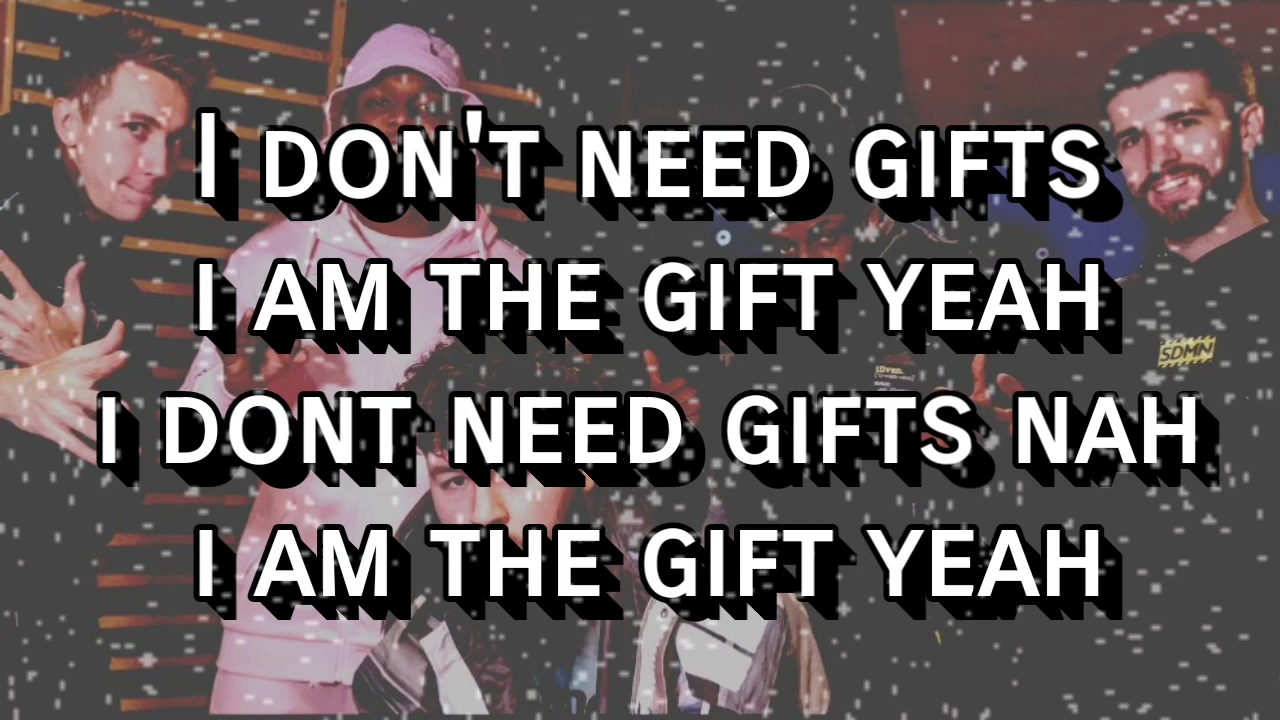 I DON'T NEED GIFTS
I AM THE GIFT YEAH
I DONT NEED GIFTS NAH
I AM THE GIFT YEAH
SDMN